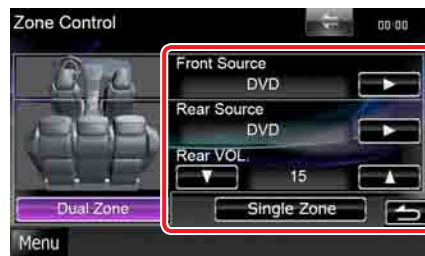 Zone Control 00:00
Front Source
DVD
Rear Source
DVD
Rear VOL.
15
Dual Zone Single Zone
Menu